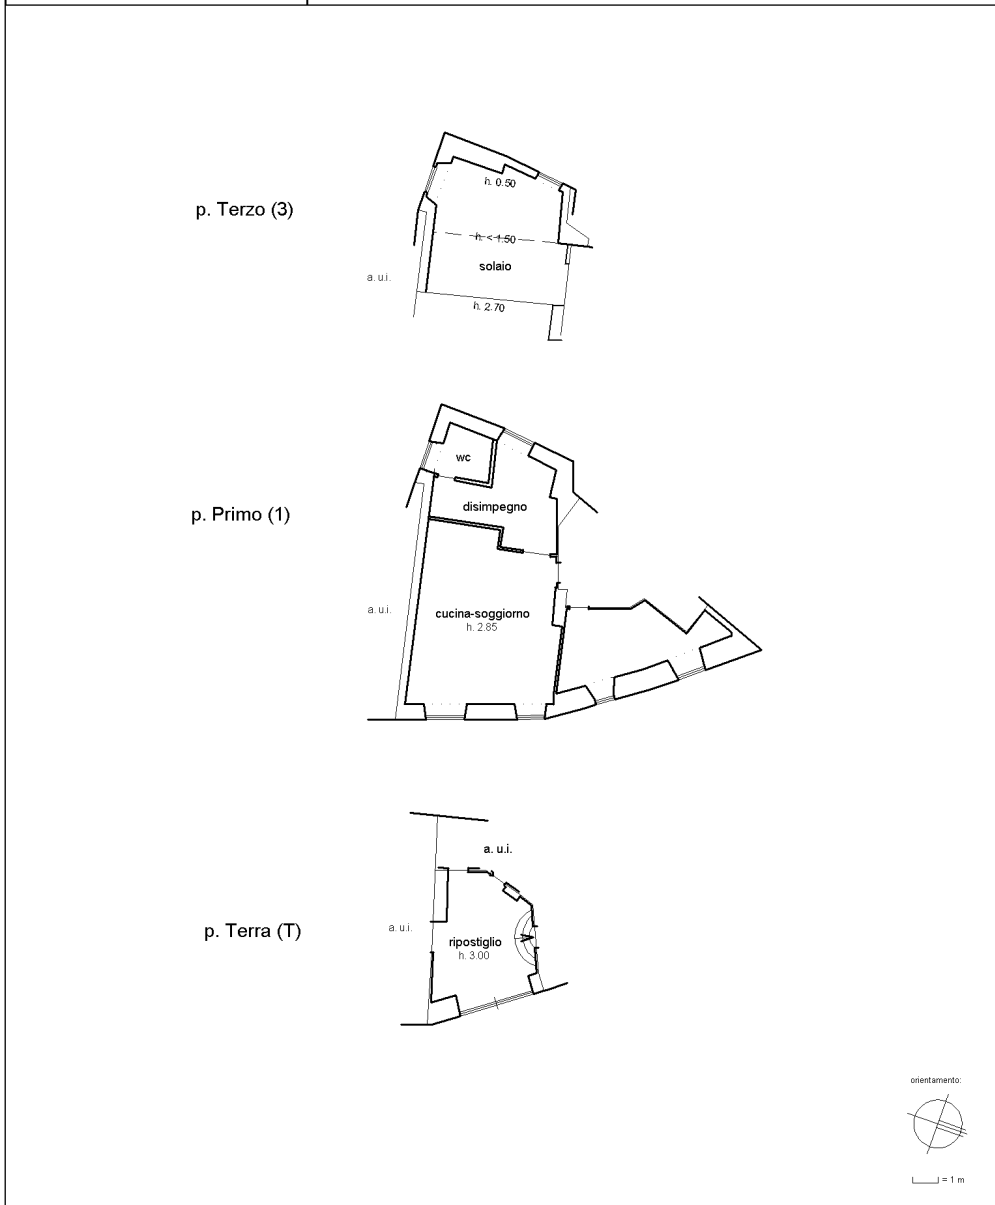 p. Terzo (3)
h. 0.50
h. < 1.50
solaio
a. u.i.
h. 2.70
wc
disimpegno
p. Primo (1)
a. u.i.
cucina-soggiorno
h. 2.85
a. u.i.
p. Terra (T)
a. u.i.
ripostiglio
h. 3.00
orientamento:
= 1 m